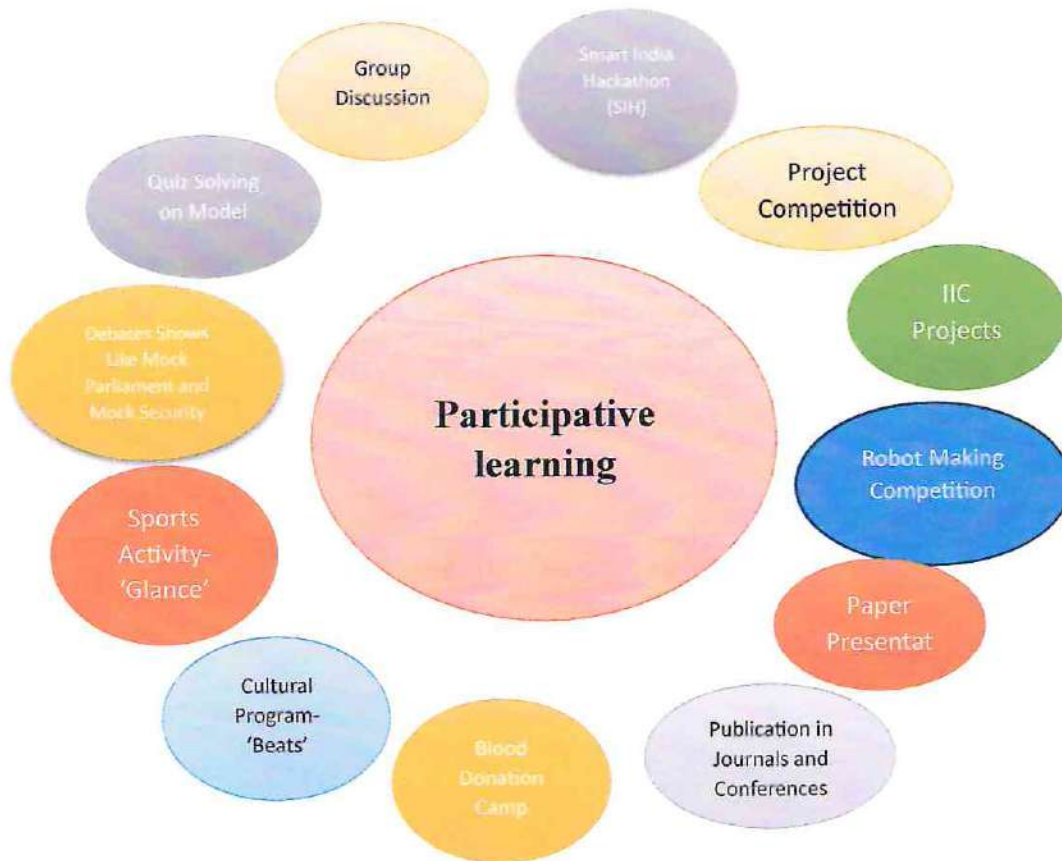 Group
Discussion
Smart India
Hackathon
(SIH)
Project
Competition
IIC
Projects
Robot Making
Competition
Paper
Presentat
Publication in
Journals and
Conferences
Blood
Donation
Camp
Cultural
Program-
‘Beats’
Sports
Activity-
‘Glance’
Debates Shows
Like Mock
Parliament and
Mock Security
Quiz Solving
on Model
Participative
learning